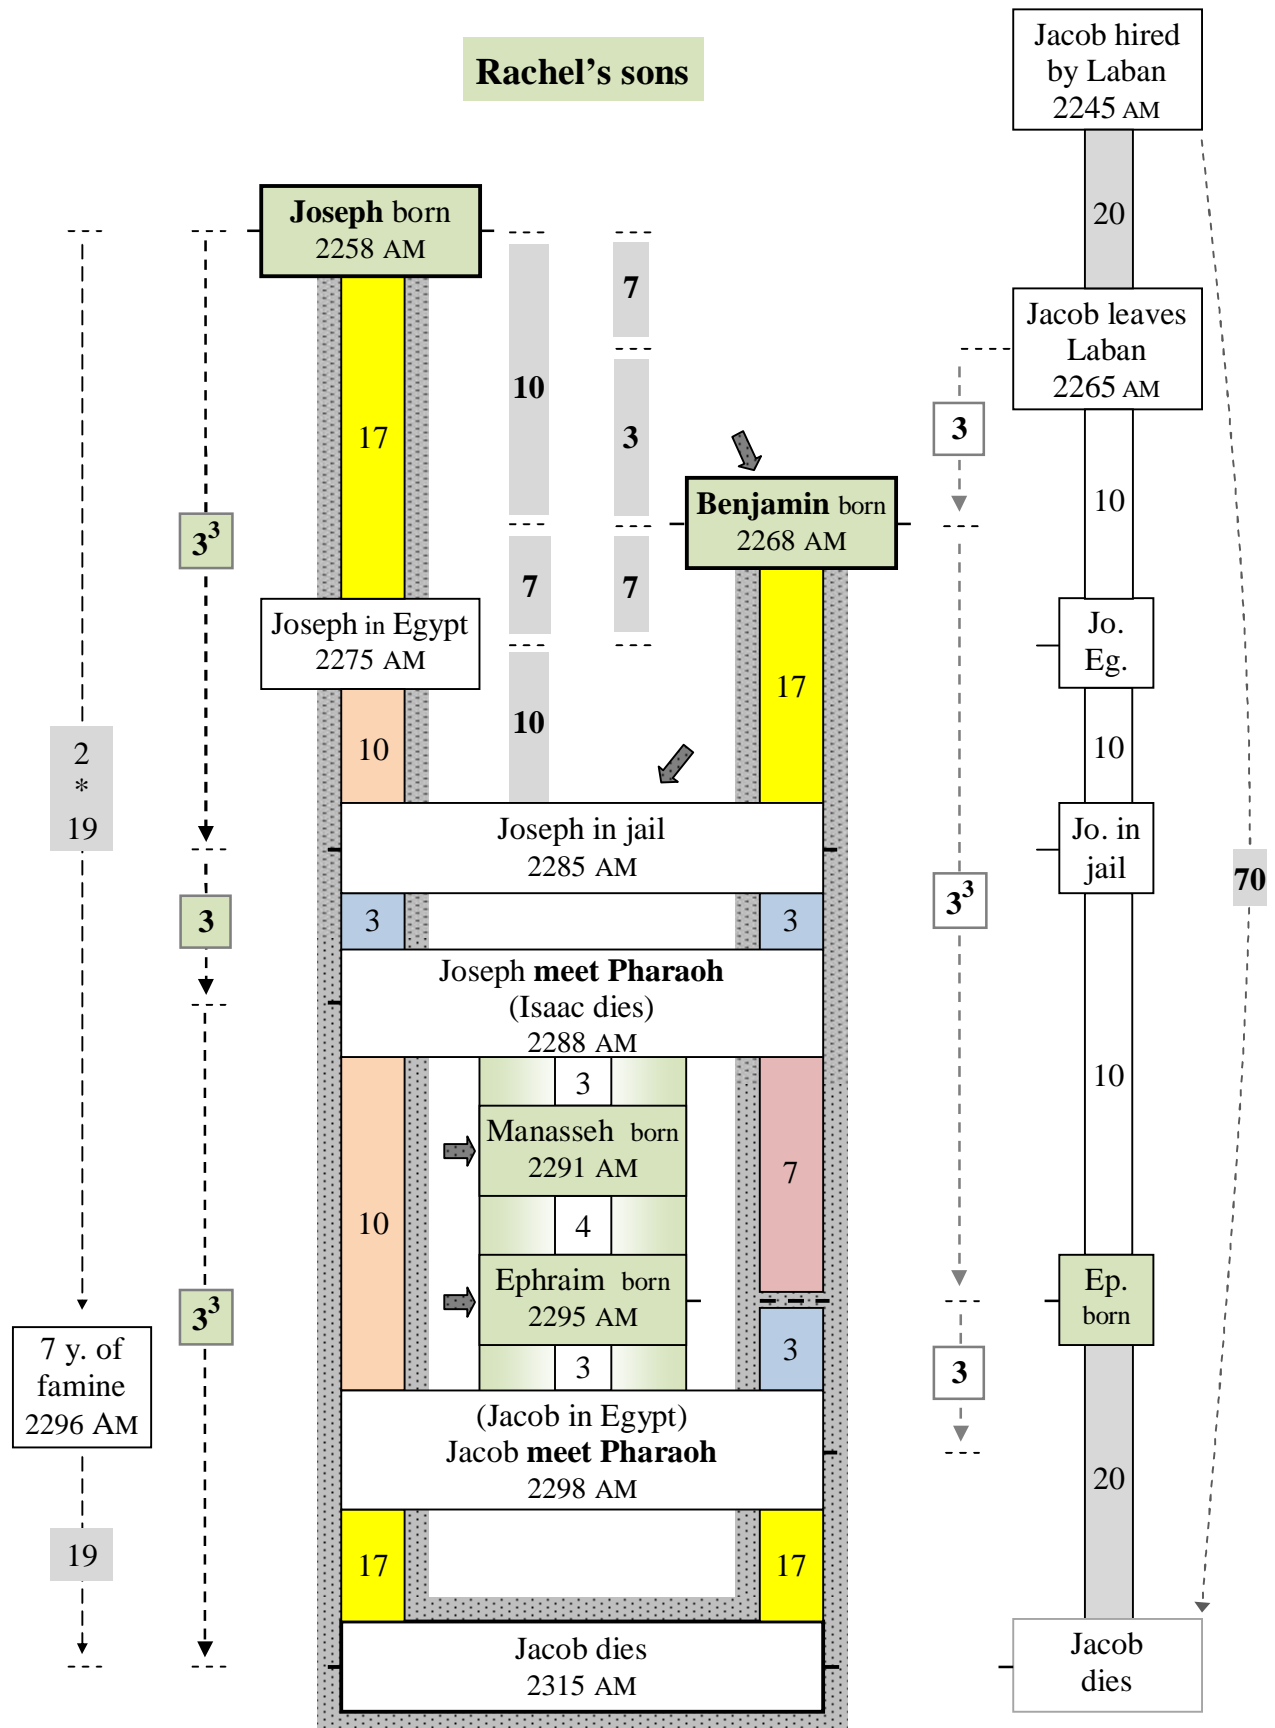 Rachel's sons
Jacob hired
by Laban
2245 AM
20
Joseph born
2258 AM
7
Jacob leaves
Laban
2265 AM
10
3
3
17
Benjamin born
2268 AM
10
3³
7
7
Joseph in Egypt
2275 AM
Jo.
Eg.
17
10
10
10
2
*
19
Joseph in jail
2285 AM
Jo. in
jail
70
3³
3
3
3
Joseph meet Pharaoh
(Isaac dies)
2288 AM
3
10
Manasseh born
2291 AM
7
10
4
Ephraim born
2295 AM
Ep.
born
3³
7 y. of
famine
2296 AM
3
3
3
(Jacob in Egypt)
Jacob meet Pharaoh
2298 AM
20
19
17
17
Jacob dies
2315 AM
Jacob
dies